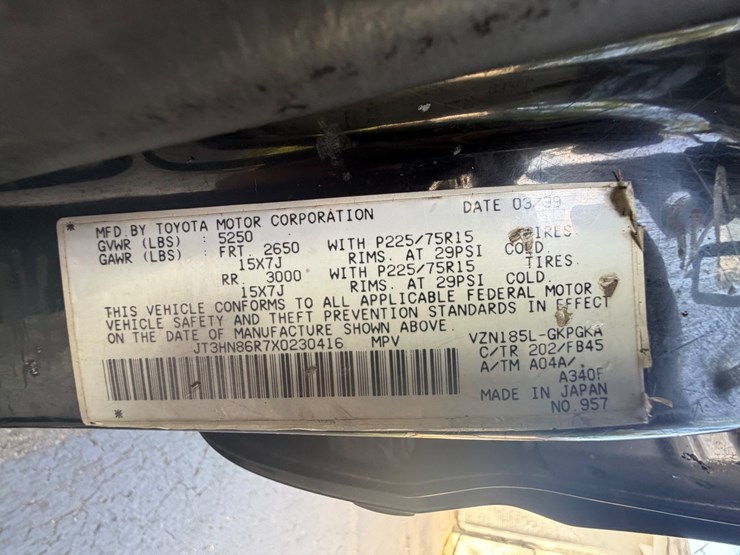 MFD. BY TOYOTA MOTOR CORPORATION DATE 03/99
GVWR (LBS) : 5250
GAWR (LBS) : FRT. 2650 WITH P225/75R15 TIRES
15X7J RIMS. AT 29PSI COLD.
RR. 3000 WITH P225/75R15 TIRES.
15X7J RIMS. AT 29PSI COLD.
THIS VEHICLE CONFORMS TO ALL APPLICABLE FEDERAL MOTOR
VEHICLE SAFETY AND THEFT PREVENTION STANDARDS IN EFFECT
ON THE DATE OF MANUFACTURE SHOWN ABOVE.
JT3HN86R7X0230416 MPV
VZN185L-GKPGKA
C/TR 202/FB45
A/TM A04A/
A340F
MADE IN JAPAN
NO.957